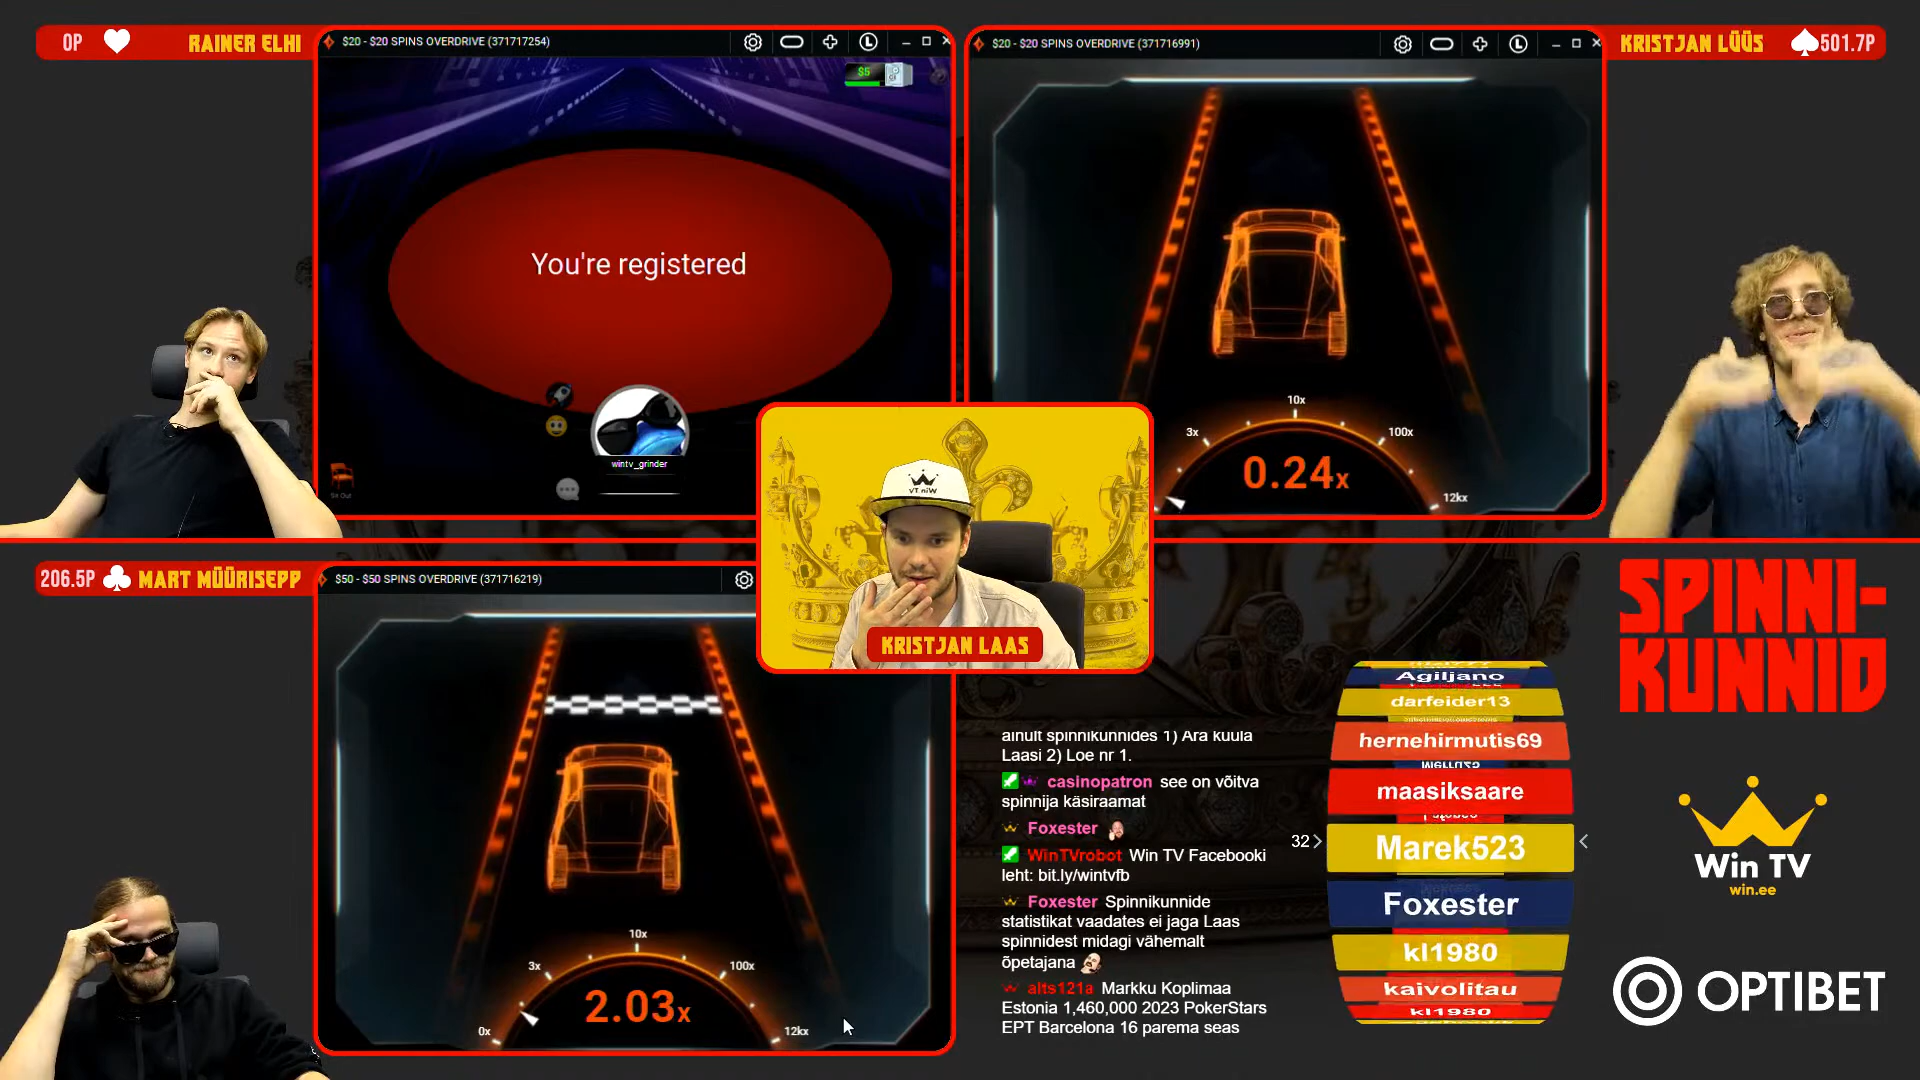 0P
RAINER ELHI
$20 - $20 SPINS OVERDRIVE (371717254)
$5
You're registered
wintv_grinder
$20 - $20 SPINS OVERDRIVE (371716991)
3x
10x
100x
12kx
0.24x
KRISTJAN LÜÜS
501.7P
206.5P
MART MÜÜRISEPP
$50 - $50 SPINS OVERDRIVE (371716219)
0x
3x
10x
100x
12kx
2.03x
KRISTJAN LAAS
ainult spinnikunnides 1) Ära kuula
Laasi 2) Loe nr 1.
casinopatron see on võitva
spinnija käsiraamat
Foxester
WinTVrobot Win TV Facebooki
leht: bit.ly/wintvfb
Foxester Spinnikunnide
statistikat vaadates ei jaga Laas
spinnidest midagi vähemalt
õpetajana
alts121a Markku Koplimaa
Estonia 1,460,000 2023 PokerStars
EPT Barcelona 16 parema seas
Agiljano
darfeider13
hernehirmutis69
maasiksaare
32
Marek523
Foxester
kl1980
kaivolitau
kl1980
SPINNI-
KUNNID
Win TV
win.ee
OPTIBET